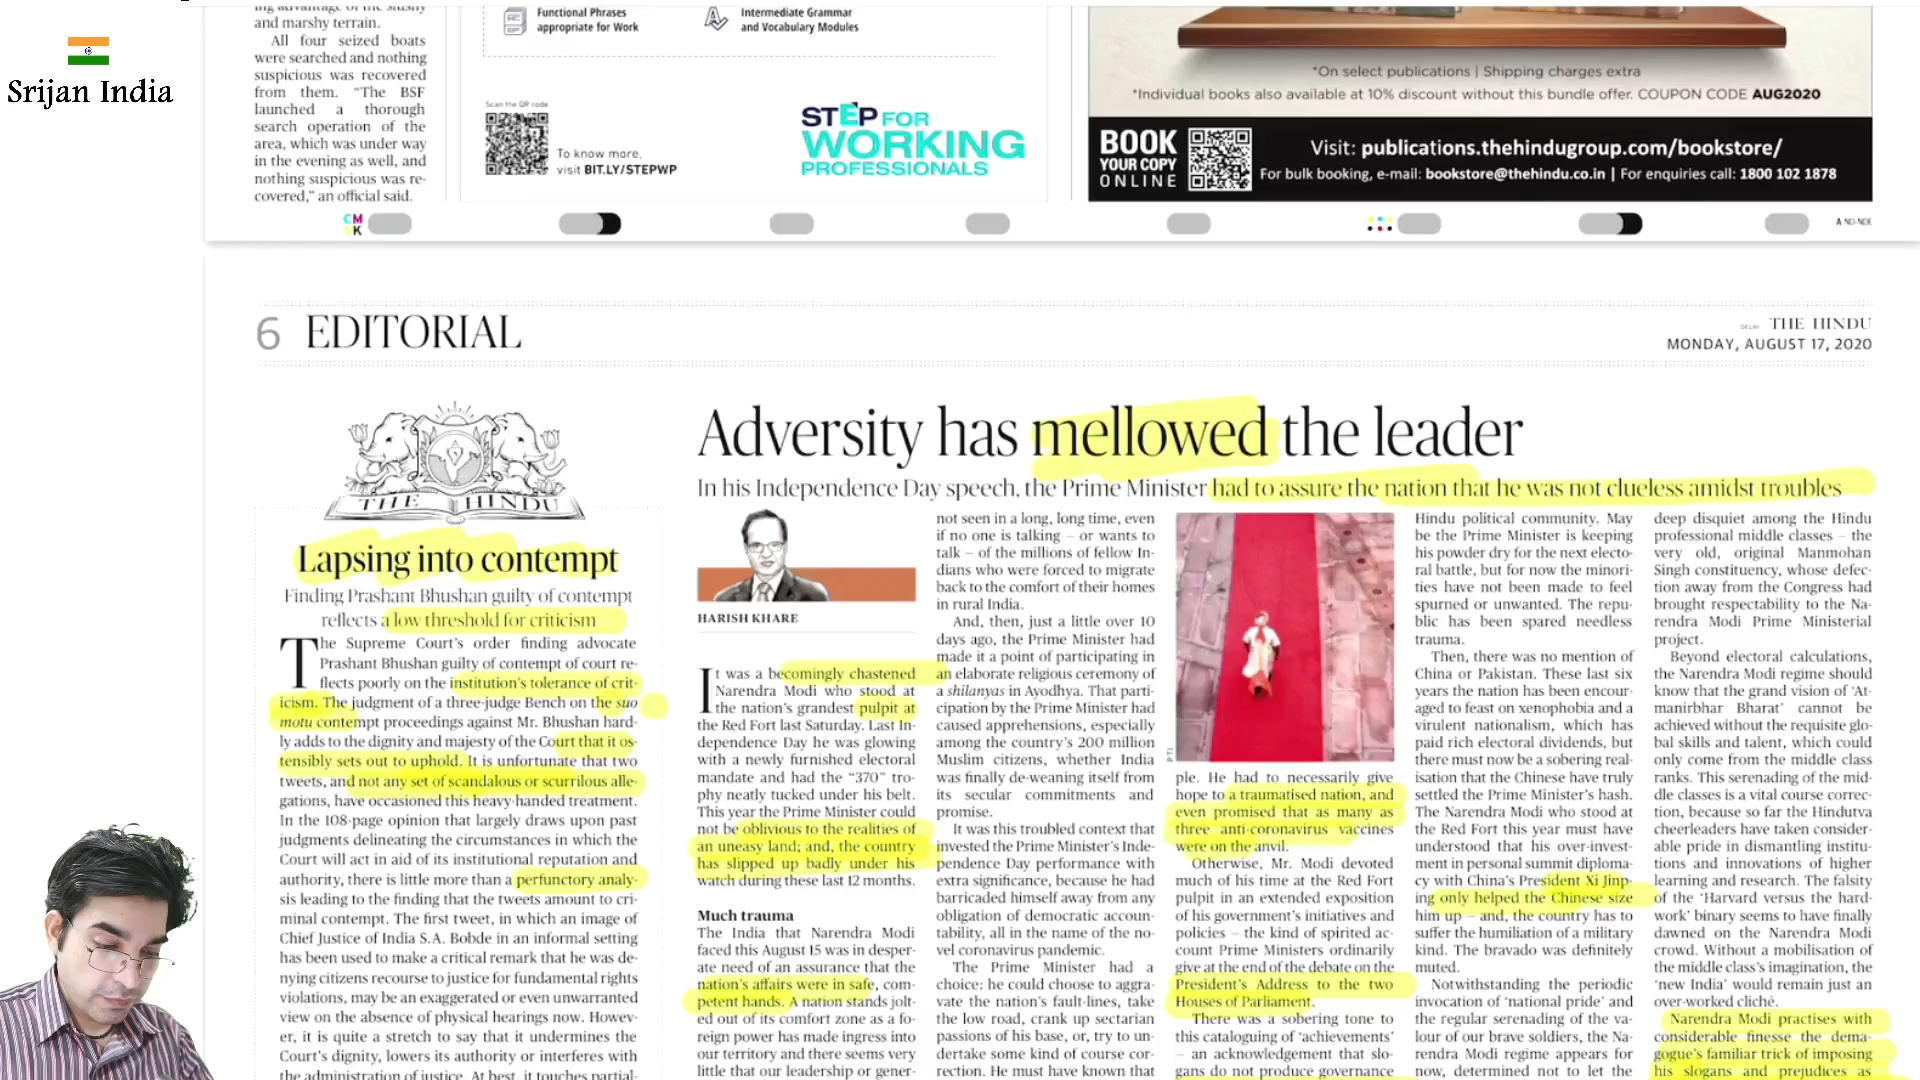 Srijan India
and marshy terrain.
All four seized boats
were searched and nothing
suspicious was recovered
from them. “The BSF
launched a thorough
search operation of the
area, which was under way
in the evening as well, and
nothing suspicious was re-
covered,” an official said.
Functional Phrases
appropriate for Work
Intermediate Grammar
and Vocabulary Modules
Scan the QR code
To know more,
visit BIT.LY/STEPWP
STEP FOR
WORKING
PROFESSIONALS
*On select publications | Shipping charges extra
*Individual books also available at 10% discount without this bundle offer. COUPON CODE AUG2020
BOOK
YOUR COPY
ONLINE
Visit: publications.thehindugroup.com/bookstore/
For bulk booking, e-mail: bookstore@thehindu.co.in | For enquiries call: 1800 102 1878
CM
YK
A ND-NDE
6 EDITORIAL
DELHI THE HINDU
MONDAY, AUGUST 17, 2020
THE HINDU
Lapsing into contempt
Finding Prashant Bhushan guilty of contempt
reflects a low threshold for criticism
The Supreme Court’s order finding advocate
Prashant Bhushan guilty of contempt of court re-
flects poorly on the institution’s tolerance of crit-
icism. The judgment of a three-judge Bench on the suo
motu contempt proceedings against Mr. Bhushan hard-
ly adds to the dignity and majesty of the Court that it os-
tensibly sets out to uphold. It is unfortunate that two
tweets, and not any set of scandalous or scurrilous alle-
gations, have occasioned this heavy-handed treatment.
In the 108-page opinion that largely draws upon past
judgments delineating the circumstances in which the
Court will act in aid of its institutional reputation and
authority, there is little more than a perfunctory analy-
sis leading to the finding that the tweets amount to cri-
minal contempt. The first tweet, in which an image of
Chief Justice of India S.A. Bobde in an informal setting
has been used to make a critical remark that he was de-
nying citizens recourse to justice for fundamental rights
violations, may be an exaggerated or even unwarranted
view on the absence of physical hearings now. Howev-
er, it is quite a stretch to say that it undermines the
Court’s dignity, lowers its authority or interferes with
the administration of justice. At best, it touches partial-
Adversity has mellowed the leader
In his Independence Day speech, the Prime Minister had to assure the nation that he was not clueless amidst troubles
HARISH KHARE
It was a becomingly chastened
Narendra Modi who stood at
the nation’s grandest pulpit at
the Red Fort last Saturday. Last In-
dependence Day he was glowing
with a newly furnished electoral
mandate and had the “370” tro-
phy neatly tucked under his belt.
This year the Prime Minister could
not be oblivious to the realities of
an uneasy land; and, the country
has slipped up badly under his
watch during these last 12 months.
Much trauma
The India that Narendra Modi
faced this August 15 was in desper-
ate need of an assurance that the
nation’s affairs were in safe, com-
petent hands. A nation stands jolt-
ed out of its comfort zone as a fo-
reign power has made ingress into
our territory and there seems very
little that our leadership or gener-
not seen in a long, long time, even
if no one is talking – or wants to
talk – of the millions of fellow In-
dians who were forced to migrate
back to the comfort of their homes
in rural India.
And, then, just a little over 10
days ago, the Prime Minister had
made it a point of participating in
an elaborate religious ceremony of
a shilanyas in Ayodhya. That parti-
cipation by the Prime Minister had
caused apprehensions, especially
among the country’s 200 million
Muslim citizens, whether India
was finally de-weaning itself from
its secular commitments and
promise.
It was this troubled context that
invested the Prime Minister’s Inde-
pendence Day performance with
extra significance, because he had
barricaded himself away from any
obligation of democratic accoun-
tability, all in the name of the no-
vel coronavirus pandemic.
The Prime Minister had a
choice: he could choose to aggra-
vate the nation’s fault-lines, take
the low road, crank up sectarian
passions of his base, or, try to un-
dertake some kind of course cor-
rection. He must have known that
PTI
ple. He had to necessarily give
hope to a traumatised nation, and
even promised that as many as
three anti-coronavirus vaccines
were on the anvil.
Otherwise, Mr. Modi devoted
much of his time at the Red Fort
pulpit in an extended exposition
of his government’s initiatives and
policies – the kind of spirited ac-
count Prime Ministers ordinarily
give at the end of the debate on the
President’s Address to the two
Houses of Parliament.
There was a sobering tone to
this cataloguing of ‘achievements’
– an acknowledgement that slo-
gans do not produce governance
Hindu political community. May
be the Prime Minister is keeping
his powder dry for the next electo-
ral battle, but for now the minori-
ties have not been made to feel
spurned or unwanted. The repu-
blic has been spared needless
trauma.
Then, there was no mention of
China or Pakistan. These last six
years the nation has been encour-
aged to feast on xenophobia and a
virulent nationalism, which has
paid rich electoral dividends, but
there must now be a sobering real-
isation that the Chinese have truly
settled the Prime Minister’s hash.
The Narendra Modi who stood at
the Red Fort this year must have
understood that his over-invest-
ment in personal summit diploma-
cy with China’s President Xi Jinp-
ing only helped the Chinese size
him up – and, the country has to
suffer the humiliation of a military
kind. The bravado was definitely
muted.
Notwithstanding the periodic
invocation of ‘national pride’ and
the regular serenading of the va-
lour of our brave soldiers, the Na-
rendra Modi regime appears for
now, determined not to let the
deep disquiet among the Hindu
professional middle classes – the
very old, original Manmohan
Singh constituency, whose defec-
tion away from the Congress had
brought respectability to the Na-
rendra Modi Prime Ministerial
project.
Beyond electoral calculations,
the Narendra Modi regime should
know that the grand vision of ‘At-
manirbhar Bharat’ cannot be
achieved without the requisite glo-
bal skills and talent, which could
only come from the middle class
ranks. This serenading of the mid-
dle classes is a vital course correc-
tion, because so far the Hindutva
cheerleaders have taken consider-
able pride in dismantling institu-
tions and innovations of higher
learning and research. The falsity
of the ‘Harvard versus the hard-
work’ binary seems to have finally
dawned on the Narendra Modi
crowd. Without a mobilisation of
the middle class’s imagination, the
‘new India’ would remain just an
over-worked cliché.
Narendra Modi practises with
considerable finesse the dema-
gogue’s familiar trick of imposing
his slogans and prejudices as